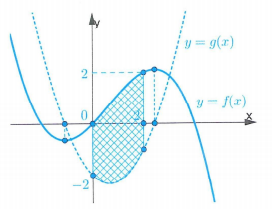 y
y = g(x)
2
y = f(x)
0
2
x
−2